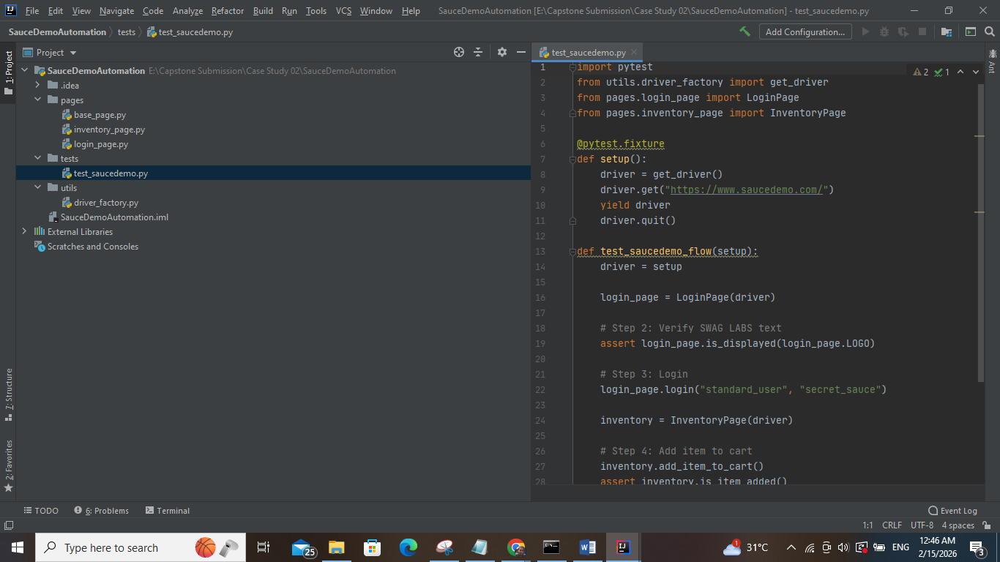 File Edit View Navigate Code Analyze Refactor Build Run Tools VCS Window Help SauceDemoAutomation [E:\Capstone Submission\Case Study 02\SauceDemoAutomation] - test_saucedemo.py
SauceDemoAutomation tests test_saucedemo.py Add Configuration...
1: Project
Project
SauceDemoAutomation E:\Capstone Submission\Case Study 02\SauceDemoAutomation
.idea
pages
base_page.py
inventory_page.py
login_page.py
tests
test_saucedemo.py
utils
driver_factory.py
SauceDemoAutomation.iml
External Libraries
Scratches and Consoles
7: Structure
2: Favorites
test_saucedemo.py
2 1
Ant
1 import pytest
2 from utils.driver_factory import get_driver
3 from pages.login_page import LoginPage
4 from pages.inventory_page import InventoryPage
5
6 @pytest.fixture
7 def setup():
8 driver = get_driver()
9 driver.get("https://www.saucedemo.com/")
10 yield driver
11 driver.quit()
12
13 def test_saucedemo_flow(setup):
14 driver = setup
15
16 login_page = LoginPage(driver)
17
18 # Step 2: Verify SWAG LABS text
19 assert login_page.is_displayed(login_page.LOGO)
20
21 # Step 3: Login
22 login_page.login("standard_user", "secret_sauce")
23
24 inventory = InventoryPage(driver)
25
26 # Step 4: Add item to cart
27 inventory.add_item_to_cart()
28 assert inventory.is_item_added()
TODO 6: Problems Terminal Event Log
1:1 CRLF UTF-8 4 spaces
Type here to search 25 1 31°C ENG 12:46 AM
2/15/2026 3